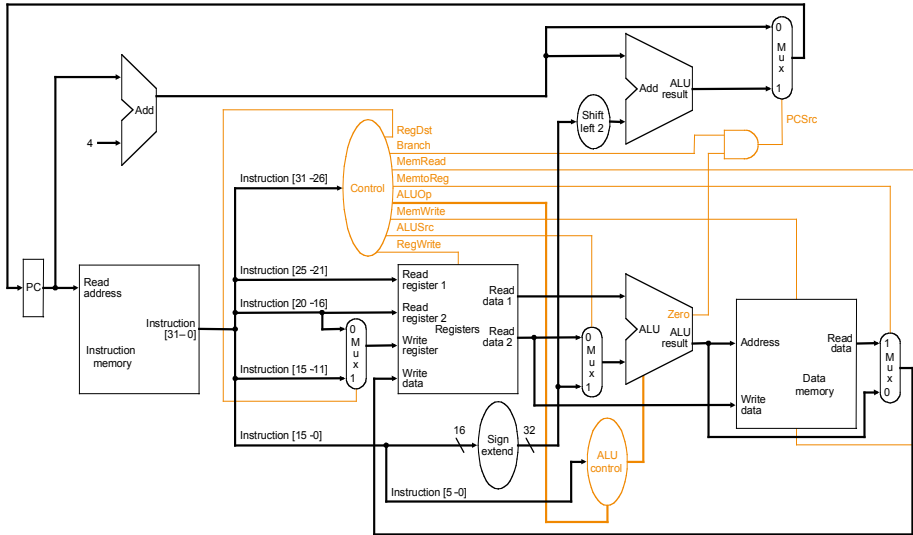 0
M
u
x
1
Add
ALU
result
Add
Shift
left 2
4
PCSrc
RegDst
Branch
MemRead
MemtoReg
ALUOp
MemWrite
ALUSrc
RegWrite
Control
Instruction [31-26]
Instruction [25-21]
Instruction [20-16]
Instruction [15-11]
Instruction [15-0]
Instruction [5-0]
PC
Read
address
Instruction
[31-0]
Instruction
memory
0
M
u
x
1
Read
register 1
Read
register 2
Write
register
Write
data
Registers
Read
data 1
Read
data 2
0
M
u
x
1
Zero
ALU
ALU
result
Address
Read
data
Data
memory
Write
data
1
M
u
x
0
16
Sign
extend
32
ALU
control